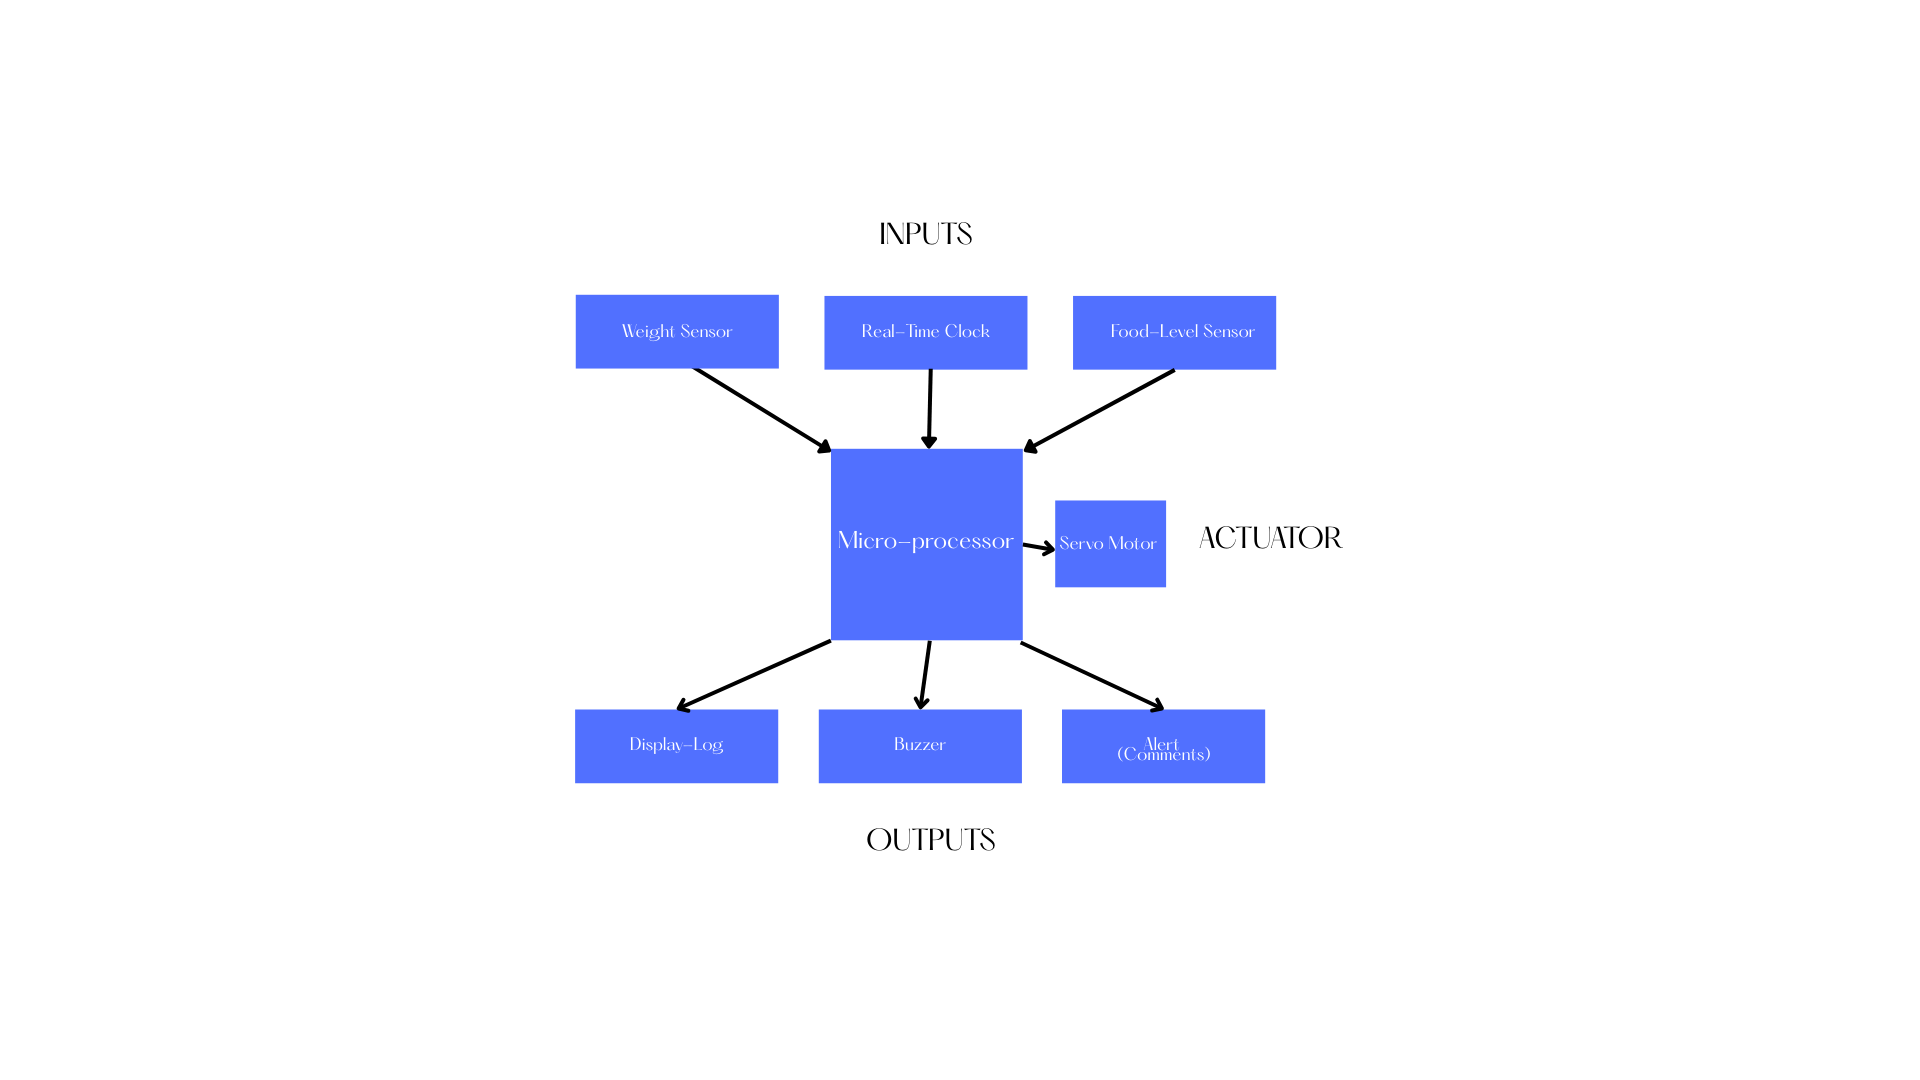 INPUTS
Weight Sensor
Real-Time Clock
Food-Level Sensor
Micro-processor
Servo Motor
ACTUATOR
Display-Log
Buzzer
Alert
(Comments)
OUTPUTS